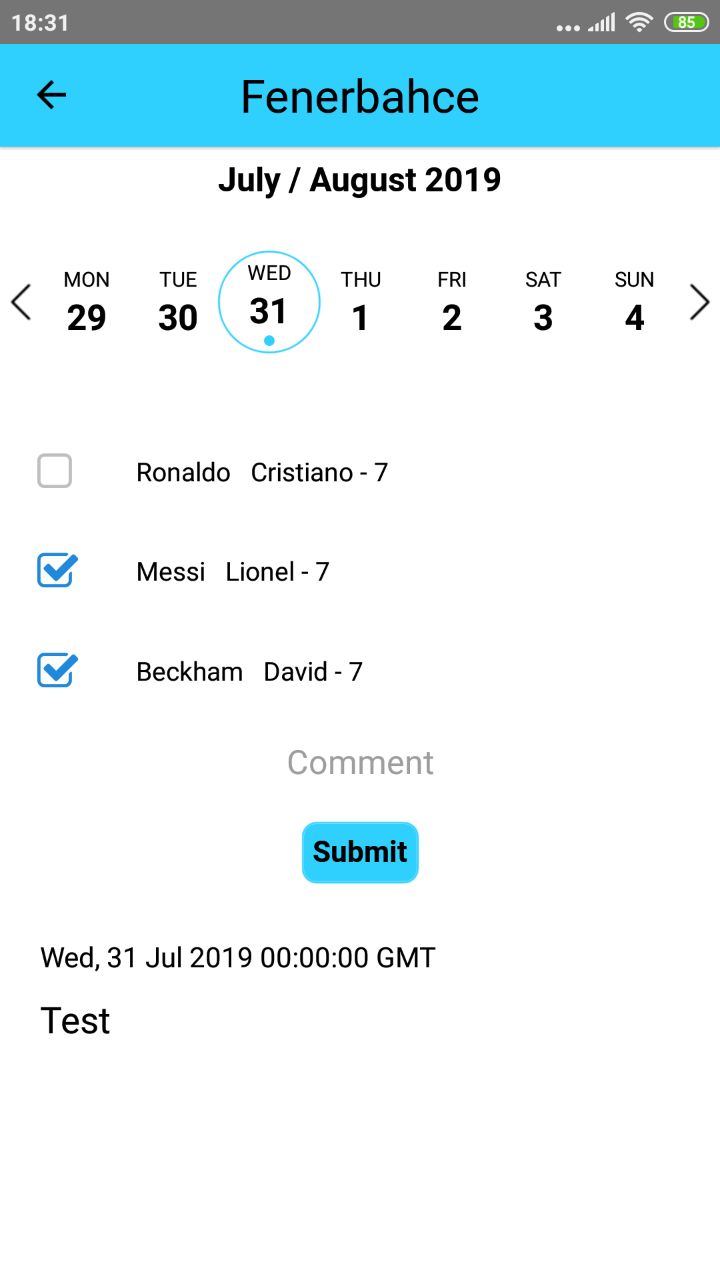 18:31 85
Fenerbahce
July / August 2019
MON TUE WED THU FRI SAT SUN
29 30 31 1 2 3 4
Ronaldo Cristiano - 7
Messi Lionel - 7
Beckham David - 7
Comment
Submit
Wed, 31 Jul 2019 00:00:00 GMT
Test